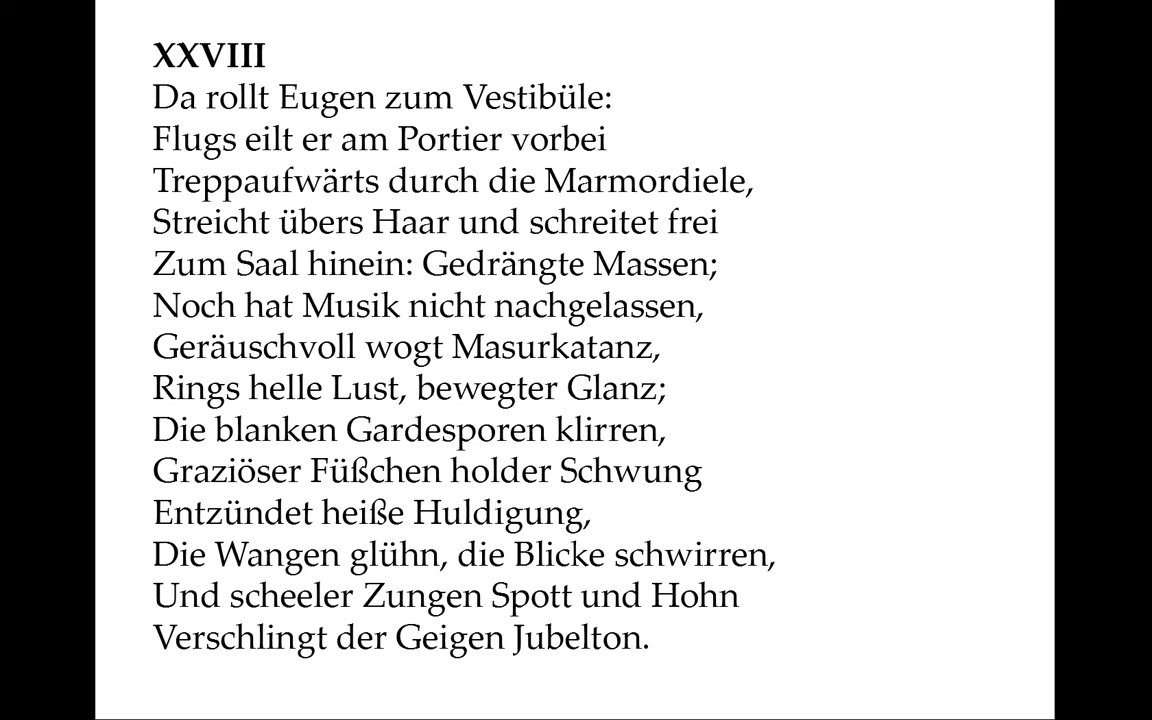 XXVIII
Da rollt Eugen zum Vestibüle:
Flugs eilt er am Portier vorbei
Treppaufwärts durch die Marmordiele,
Streicht übers Haar und schreitet frei
Zum Saal hinein: Gedrängte Massen;
Noch hat Musik nicht nachgelassen,
Geräuschvoll wogt Masurkatanz,
Rings helle Lust, bewegter Glanz;
Die blanken Gardesporen klirren,
Graziöser Füßchen holder Schwung
Entzündet heiße Huldigung,
Die Wangen glühn, die Blicke schwirren,
Und scheeler Zungen Spott und Hohn
Verschlingt der Geigen Jubelton.